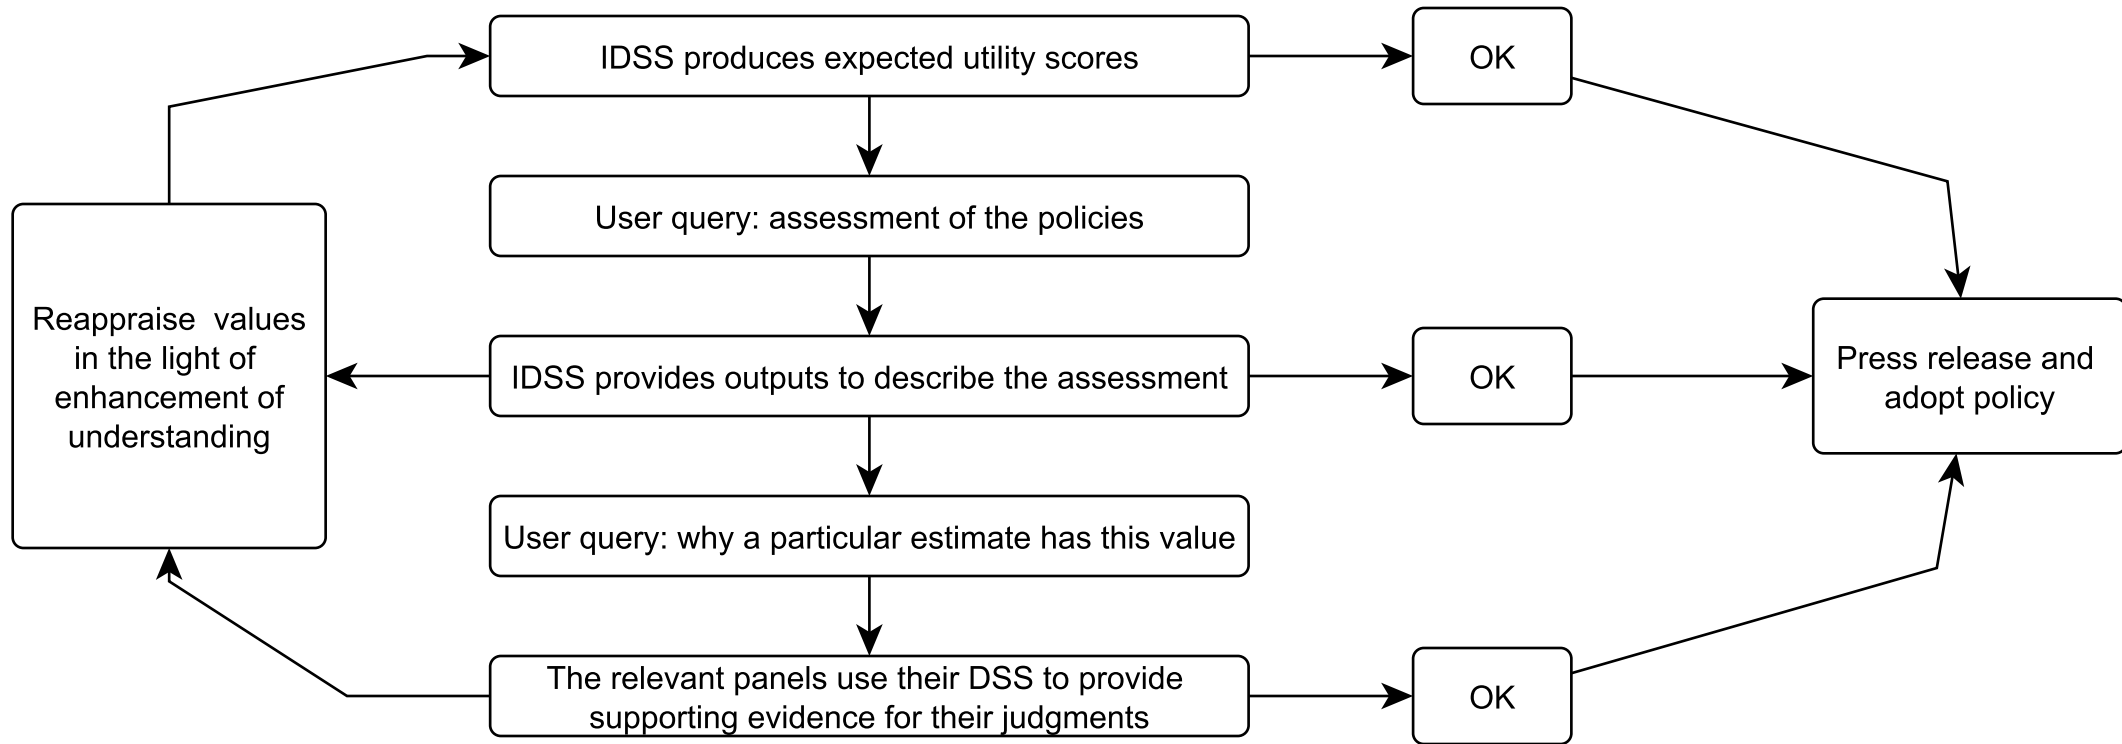 IDSS produces expected utility scores
OK
User query: assessment of the policies
Reappraise values
in the light of
enhancement of
understanding
IDSS provides outputs to describe the assessment
OK
Press release and
adopt policy
User query: why a particular estimate has this value
The relevant panels use their DSS to provide
supporting evidence for their judgments
OK